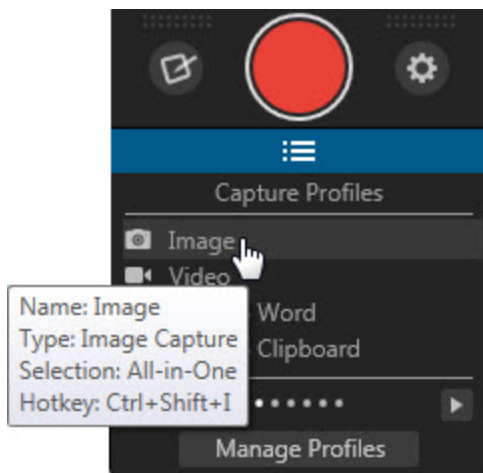 Capture Profiles
Image
Video
Word
Clipboard
Name: Image
Type: Image Capture
Selection: All-in-One
Hotkey: Ctrl+Shift+I
Manage Profiles